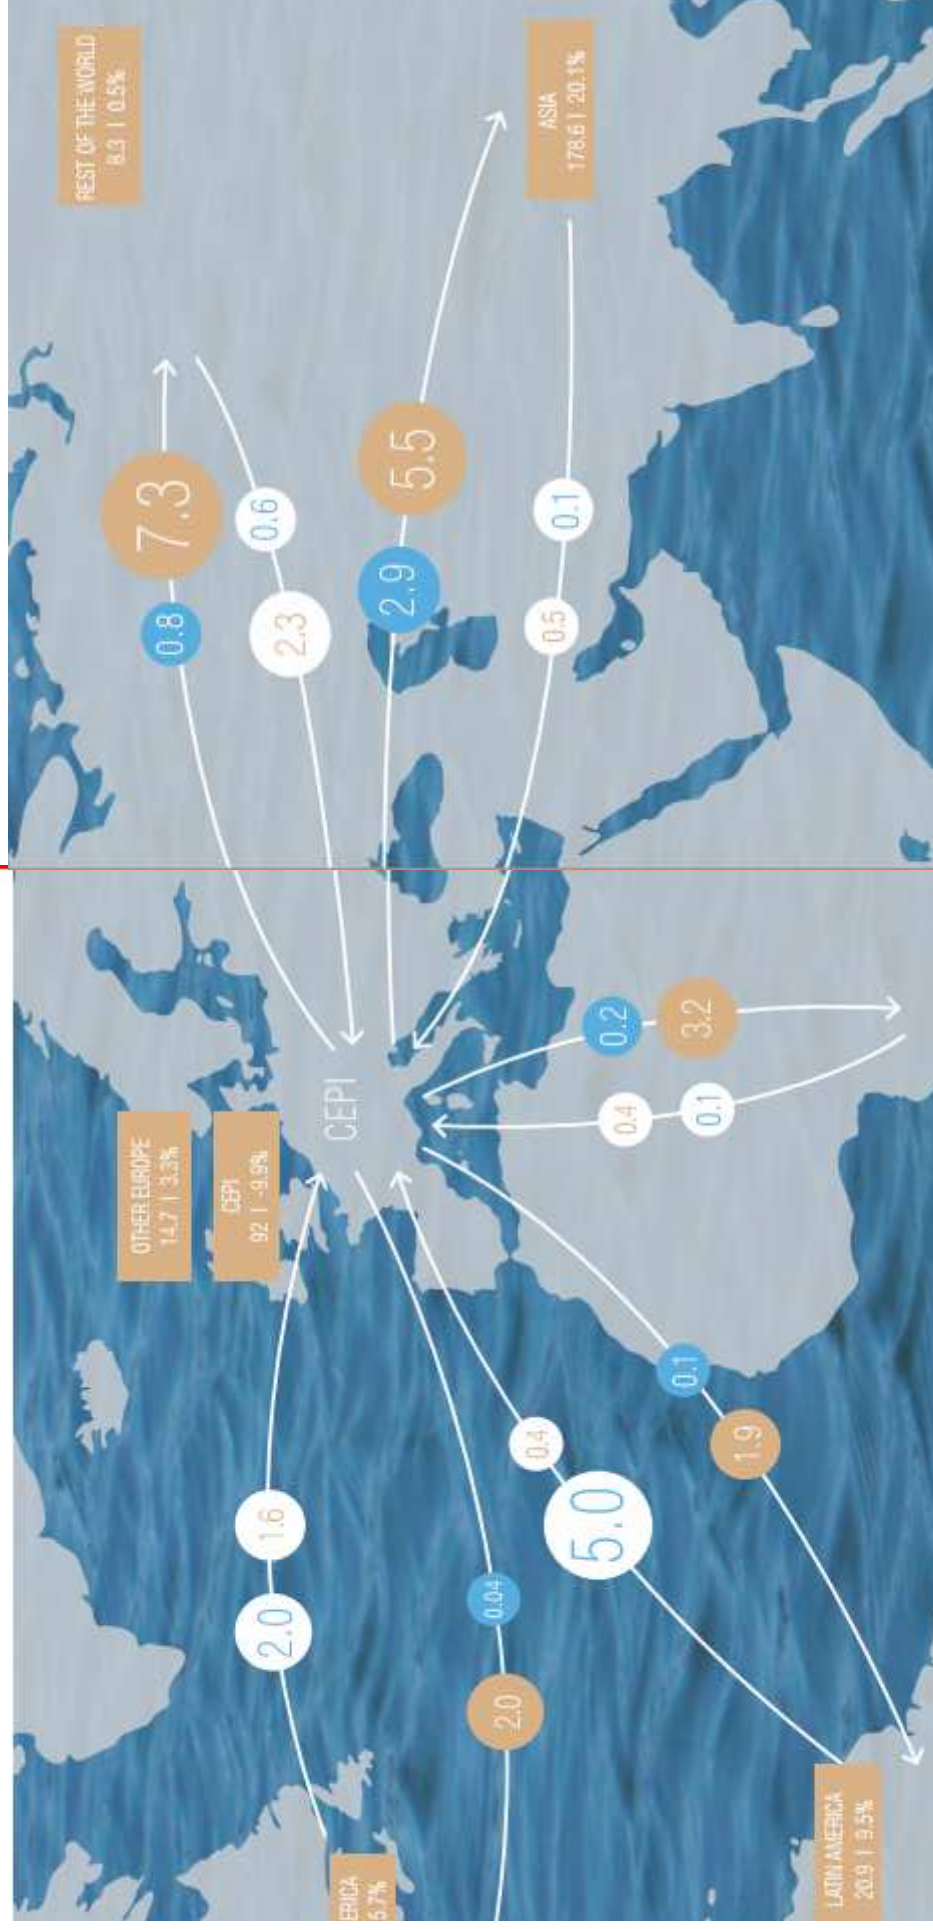 REST OF THE WORLD
8.3 | 0.5%
ASIA
178.6 | 20.1%
7.3
0.8
0.6
2.3
5.5
2.9
0.1
0.5
CEPI
OTHER EUROPE
14.7 | 3.3%
CEPI
92 | -9.9%
0.2
3.2
0.4
0.1
1.6
2.0
0.04
2.0
0.4
5.0
0.1
1.9
ERICA
5.7%
LATIN AMERICA
20.9 | 9.5%